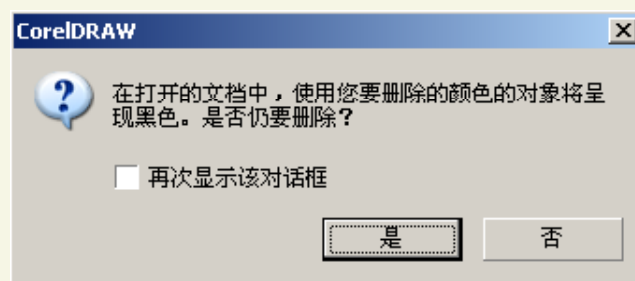 CorelDRAW
在打开的文档中，使用您要删除的颜色的对象将呈
现黑色。是否仍要删除？
再次显示该对话框
是
否